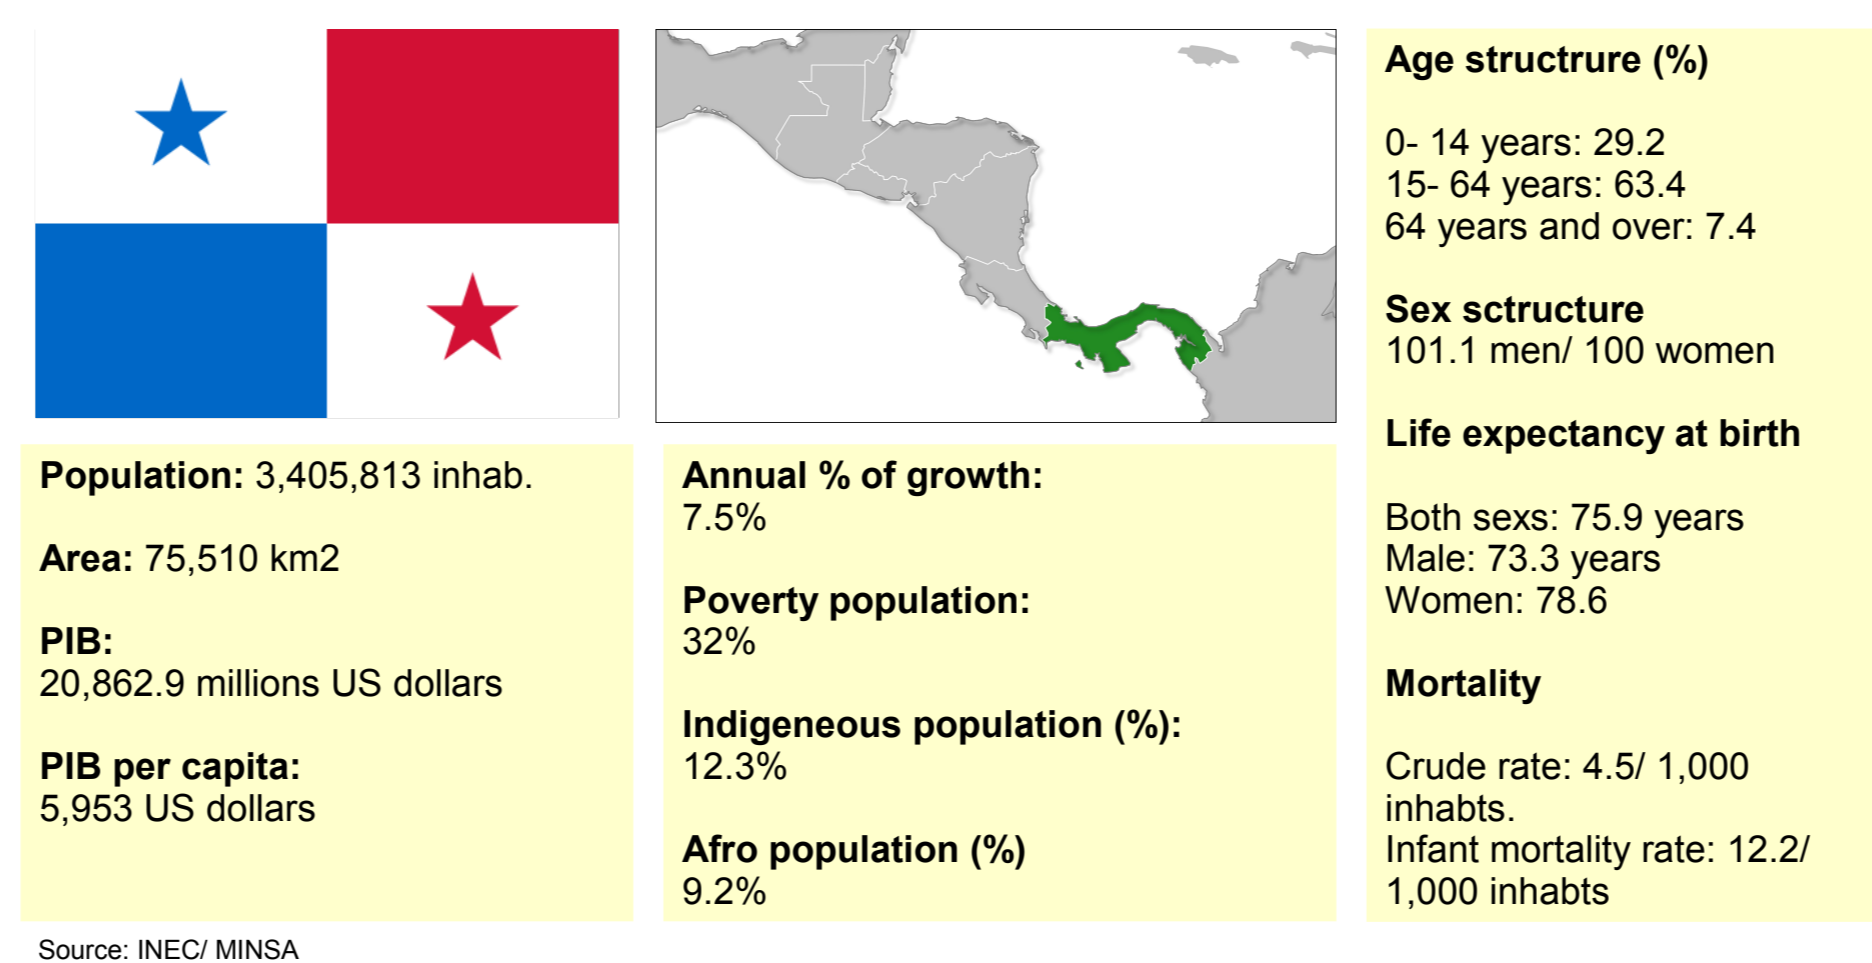 Population: 3,405,813 inhab.
Area: 75,510 km2
PIB:
20,862.9 millions US dollars
PIB per capita:
5,953 US dollars
Annual % of growth:
7.5%
Poverty population:
32%
Indigeneous population (%):
12.3%
Afro population (%)
9.2%
Age structrure (%)
0- 14 years: 29.2
15- 64 years: 63.4
64 years and over: 7.4
Sex sctructure
101.1 men/ 100 women
Life expectancy at birth
Both sexs: 75.9 years
Male: 73.3 years
Women: 78.6
Mortality
Crude rate: 4.5/ 1,000
inhabts.
Infant mortality rate: 12.2/
1,000 inhabts
Source: INEC/ MINSA